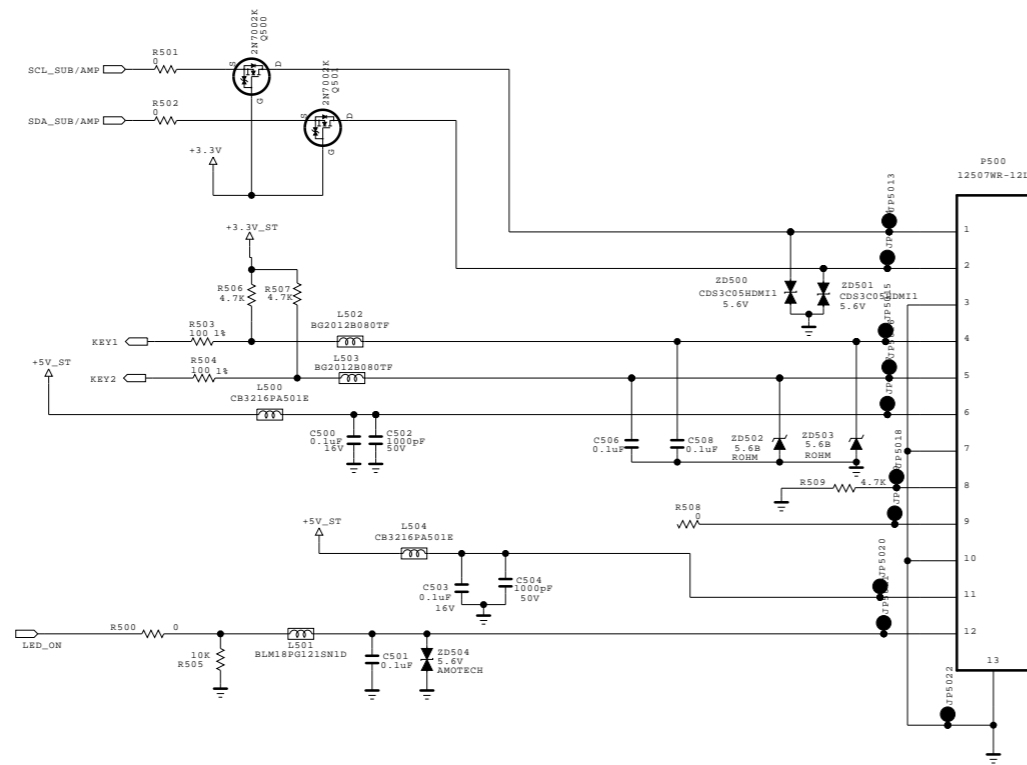 2N7002K
Q500
R501
0
S
D
G
SCL_SUB/AMP
2N7002K
Q501
R502
0
S
D
G
SDA_SUB/AMP
+3.3V
P500
12507WR-12L
JP5013
1
+3.3V_ST
2
ZD500
CDS3C05HDMI1
5.6V
ZD501
CDS3C05HDMI1
5.6V
R506
4.7K
R507
4.7K
3
L502
BG2012B080TF
R503
100 1%
KEY1
4
L503
BG2012B080TF
R504
100 1%
KEY2
5
+5V_ST
L500
CB3216PA501E
6
C500
0.1uF
16V
C502
1000pF
50V
C506
0.1uF
C508
0.1uF
ZD502
5.6B
ROHM
ZD503
5.6B
ROHM
JP5018
7
R509
4.7K
8
R508
0
9
+5V_ST
L504
CB3216PA501E
10
JP5020
C503
0.1uF
16V
C504
1000pF
50V
11
LED_ON
R500
0
12
L501
BLM18PG121SN1D
10K
R505
C501
0.1uF
ZD504
5.6V
AMOTECH
13
JP5022